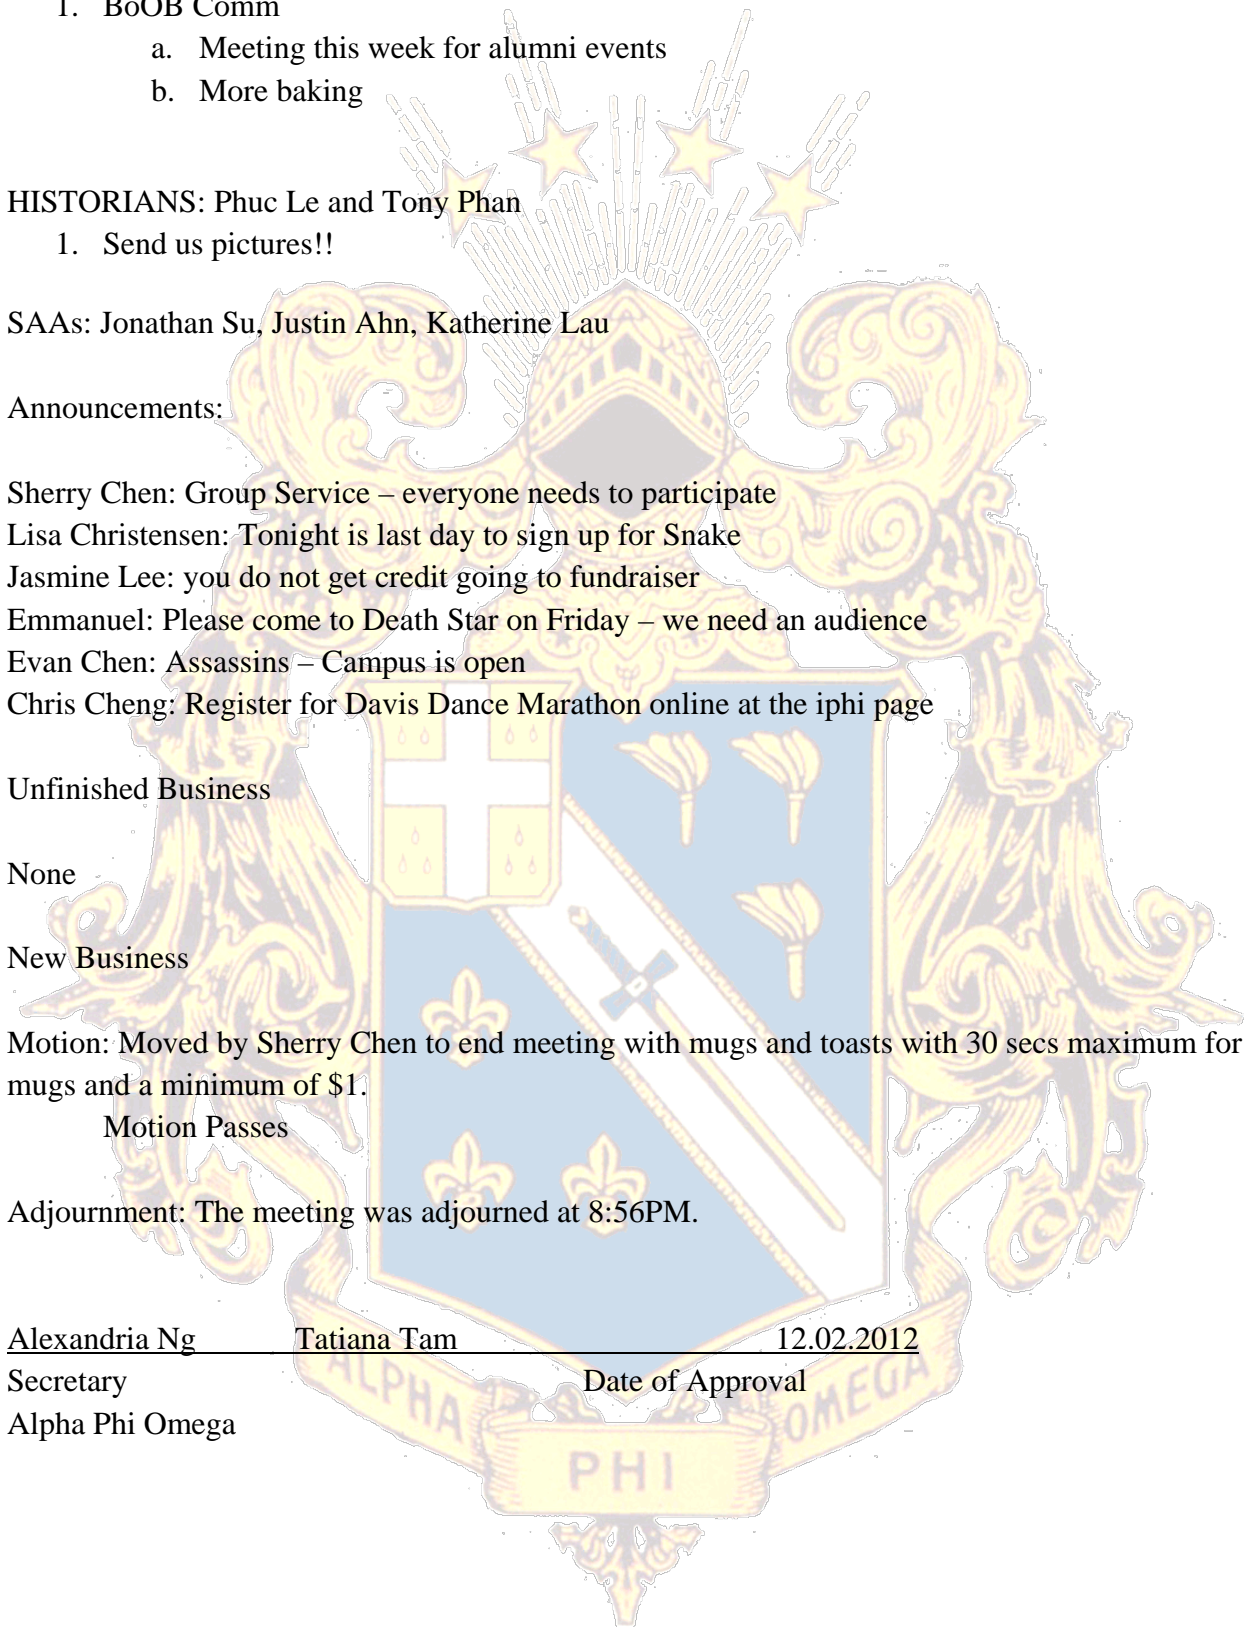 1. BoOB Comm
a. Meeting this week for alumni events
b. More baking
HISTORIANS: Phuc Le and Tony Phan
1. Send us pictures!!
SAAs: Jonathan Su, Justin Ahn, Katherine Lau
Announcements:
Sherry Chen: Group Service – everyone needs to participate
Lisa Christensen: Tonight is last day to sign up for Snake
Jasmine Lee: you do not get credit going to fundraiser
Emmanuel: Please come to Death Star on Friday – we need an audience
Evan Chen: Assassins – Campus is open
Chris Cheng: Register for Davis Dance Marathon online at the iphi page
Unfinished Business
None
New Business
Motion: Moved by Sherry Chen to end meeting with mugs and toasts with 30 secs maximum for
mugs and a minimum of $1.
Motion Passes
Adjournment: The meeting was adjourned at 8:56PM.
Alexandria Ng Tatiana Tam 12.02.2012
Secretary Date of Approval
Alpha Phi Omega
ALPHA
PHI
OMEGA